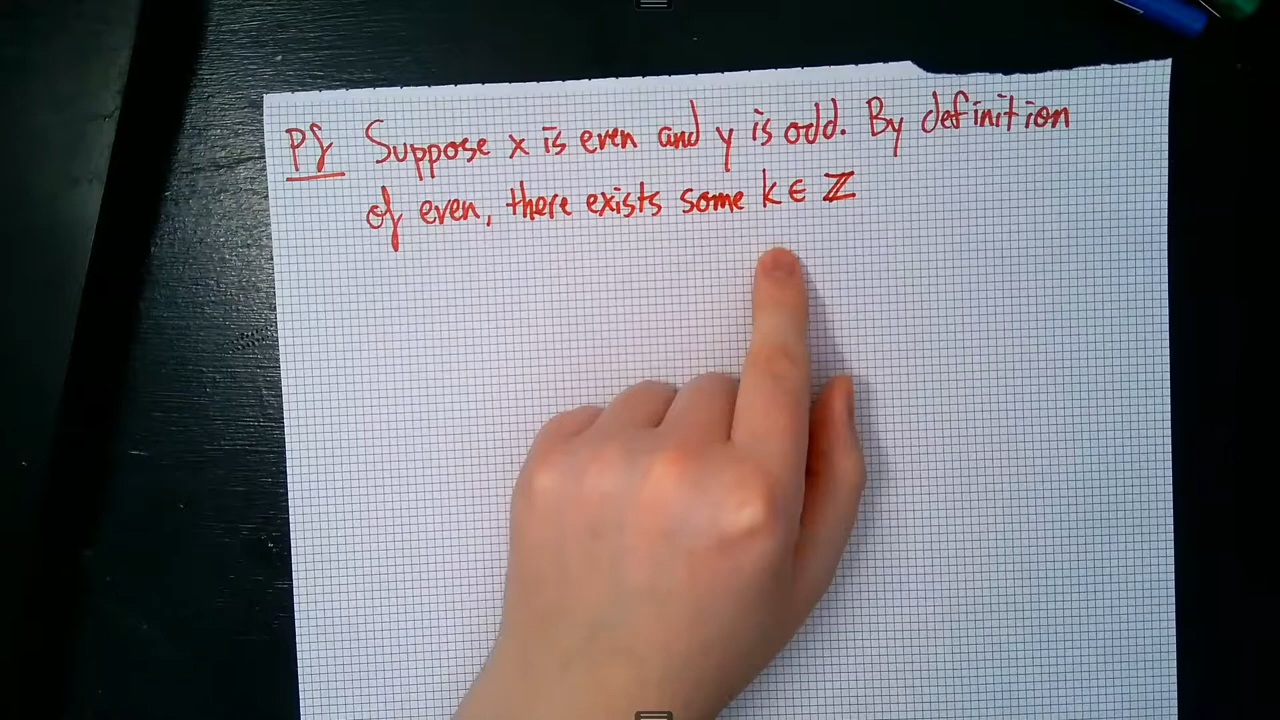 Pf Suppose x is even and y is odd. By definition
of even, there exists some k ∈ ℤ